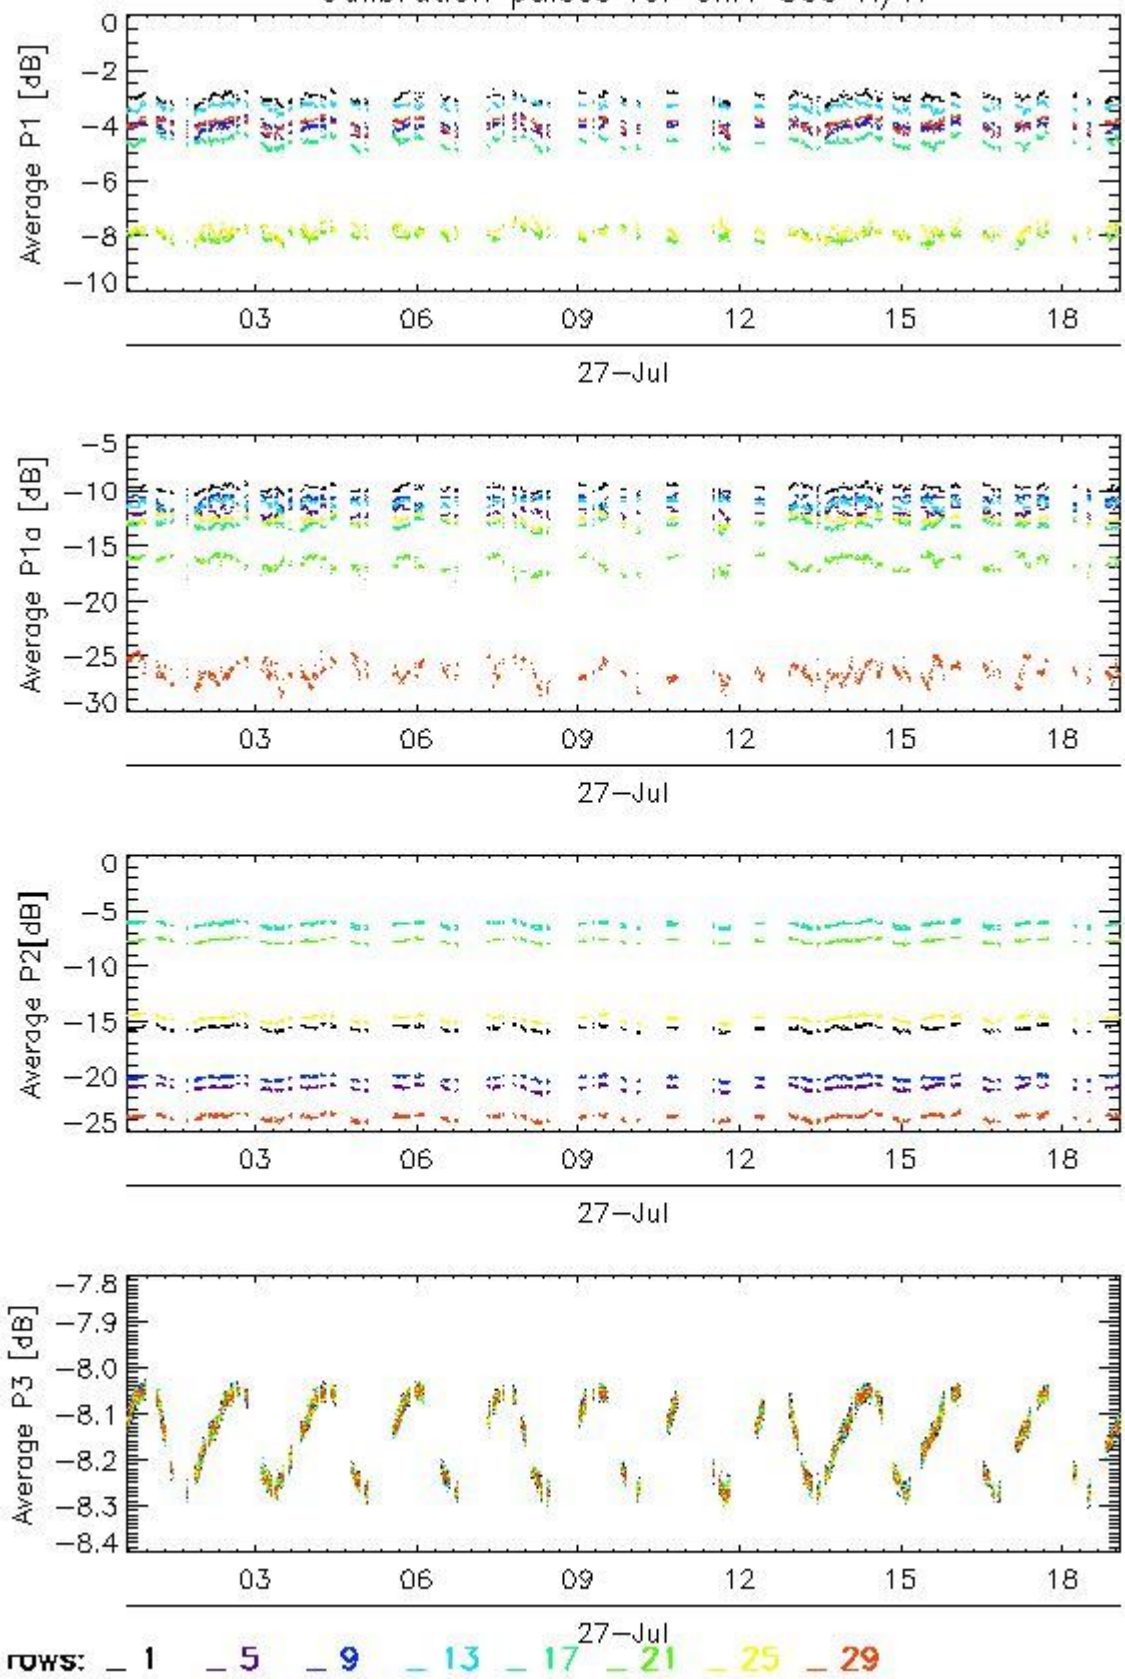 0
-2
-4
-6
-8
-10
Average P1 [dB]
03 06 09 12 15 18
27-Jul
-5
-10
-15
-20
-25
-30
Average P1a [dB]
03 06 09 12 15 18
27-Jul
0
-5
-10
-15
-20
-25
Average P2[dB]
03 06 09 12 15 18
27-Jul
-7.8
-7.9
-8.0
-8.1
-8.2
-8.3
-8.4
Average P3 [dB]
03 06 09 12 15 18
27-Jul
rows: _ 1 _ 5 _ 9 _ 13 _ 17 _ 21 _ 25 _ 29